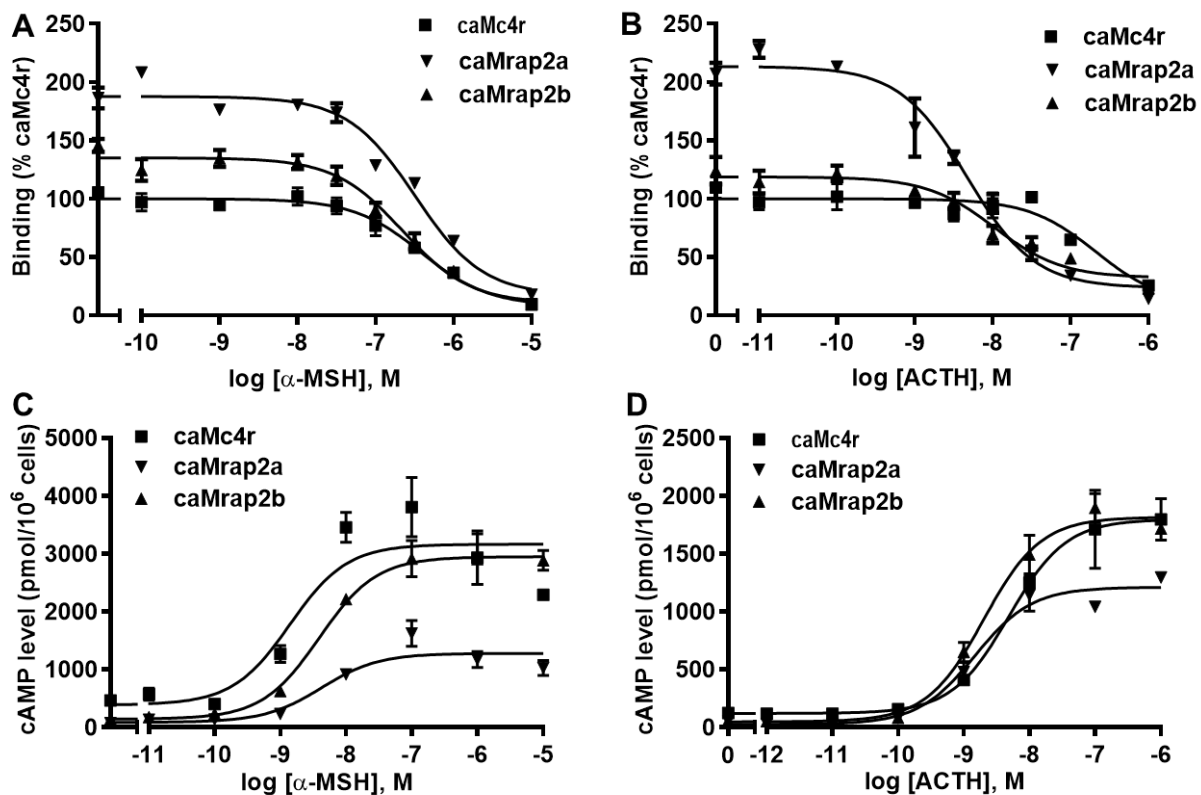 A
250
200
150
100
50
0
Binding (% caMc4r)
caMc4r
caMrap2a
caMrap2b
-10 -9 -8 -7 -6 -5
log [α-MSH], M
B
250
200
150
100
50
0
Binding (% caMc4r)
caMc4r
caMrap2a
caMrap2b
0 -11 -10 -9 -8 -7 -6
log [ACTH], M
C
5000
4000
3000
2000
1000
0
cAMP level (pmol/10⁶ cells)
caMc4r
caMrap2a
caMrap2b
-11 -10 -9 -8 -7 -6 -5
log [α-MSH], M
D
2500
2000
1500
1000
500
0
cAMP level (pmol/10⁶ cells)
caMc4r
caMrap2a
caMrap2b
0 -12 -11 -10 -9 -8 -7 -6
log [ACTH], M